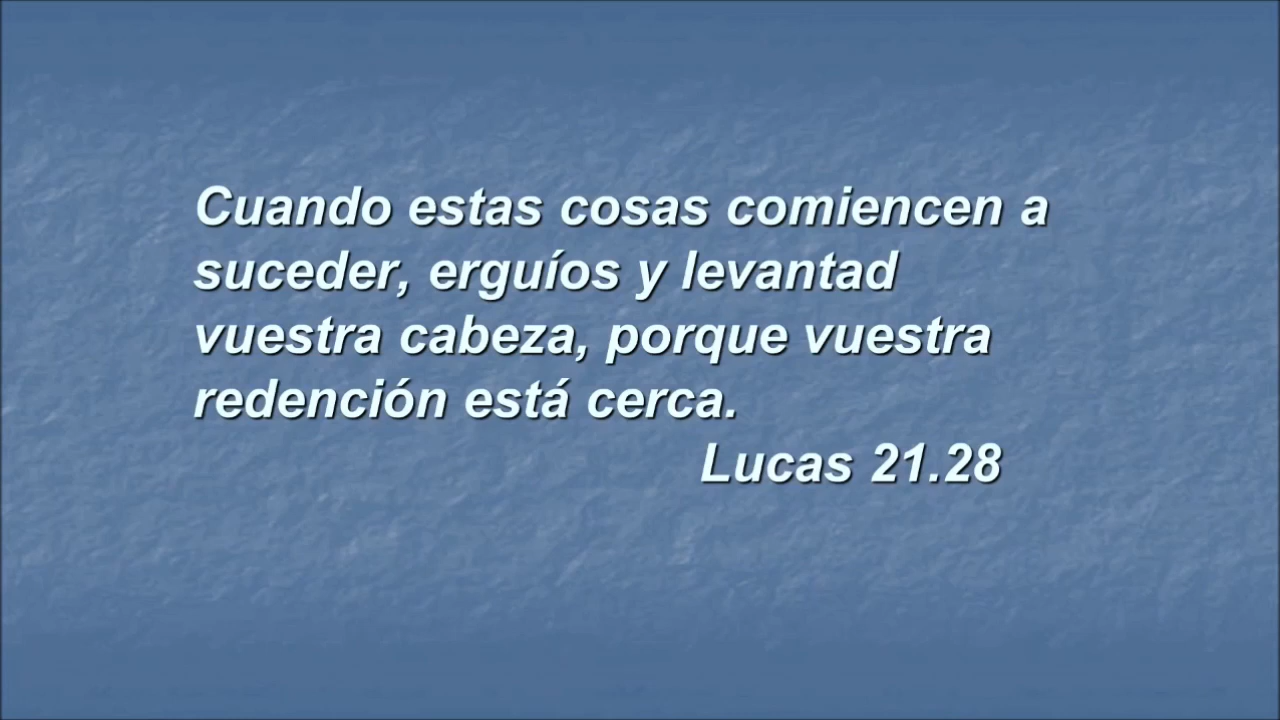 Cuando estas cosas comiencen a
suceder, erguíos y levantad
vuestra cabeza, porque vuestra
redención está cerca.
Lucas 21.28